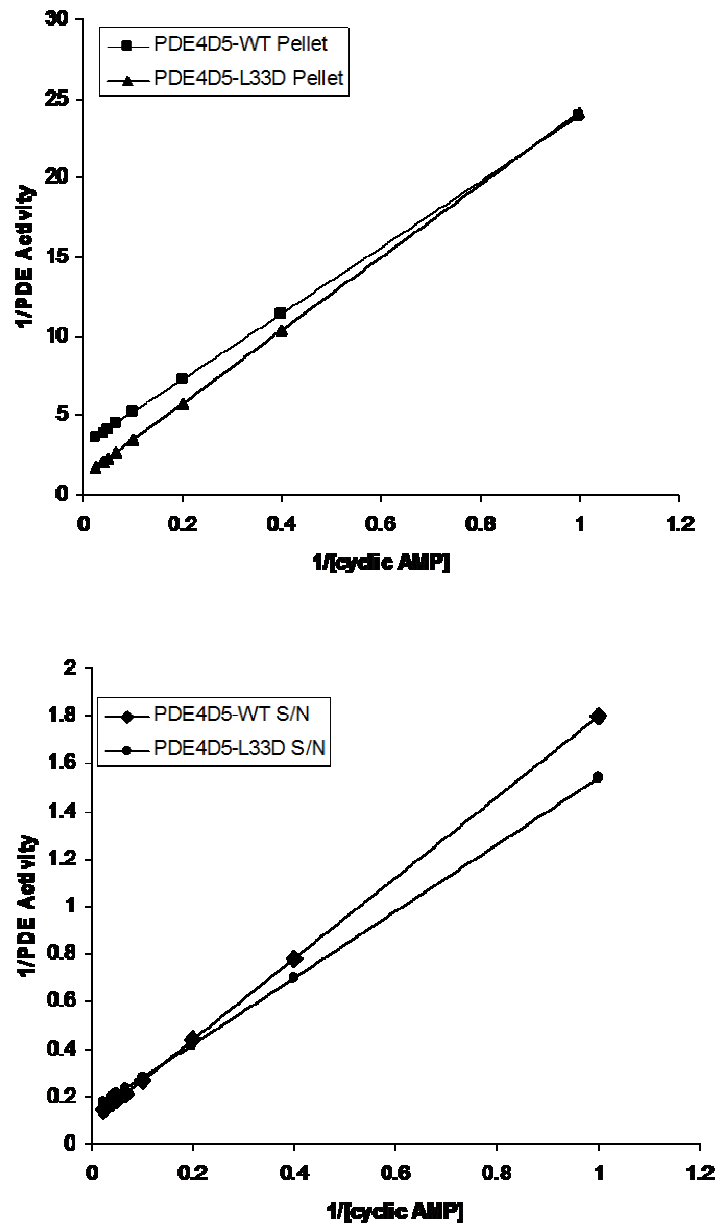 30
25
20
15
10
5
0
PDE4D5-WT Pellet
PDE4D5-L33D Pellet
1/PDE Activity
0 0.2 0.4 0.6 0.8 1 1.2
1/[cyclic AMP]
2
1.8
1.6
1.4
1.2
1
0.8
0.6
0.4
0.2
0
PDE4D5-WT S/N
PDE4D5-L33D S/N
1/PDE Activity
0 0.2 0.4 0.6 0.8 1 1.2
1/[cyclic AMP]